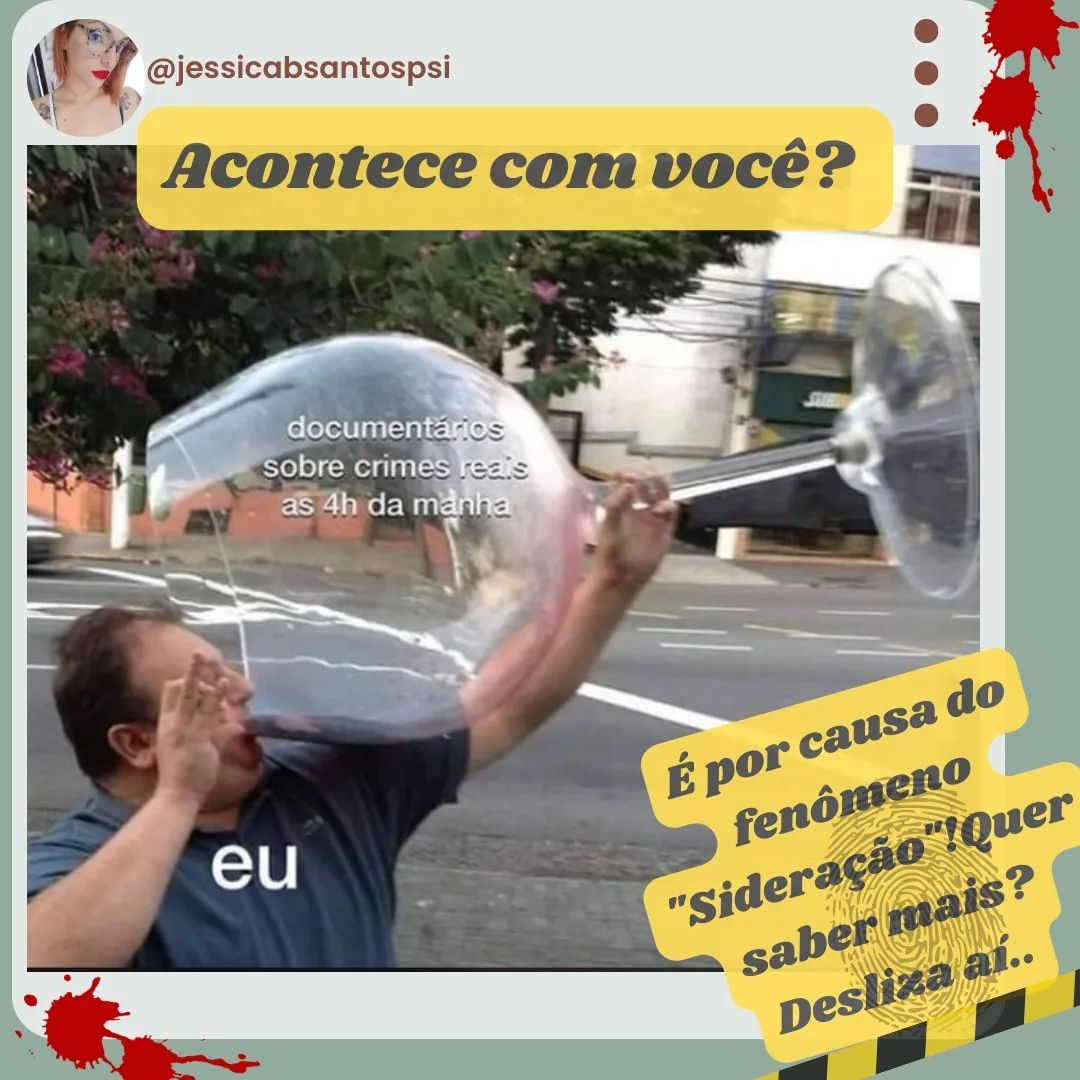 @jessicabsantospsi
Acontece com você?
documentários
sobre crimes reais
as 4h da manha
eu
É por causa do
fenômeno
"Sideração"!Quer
saber mais?
Desliza aí..